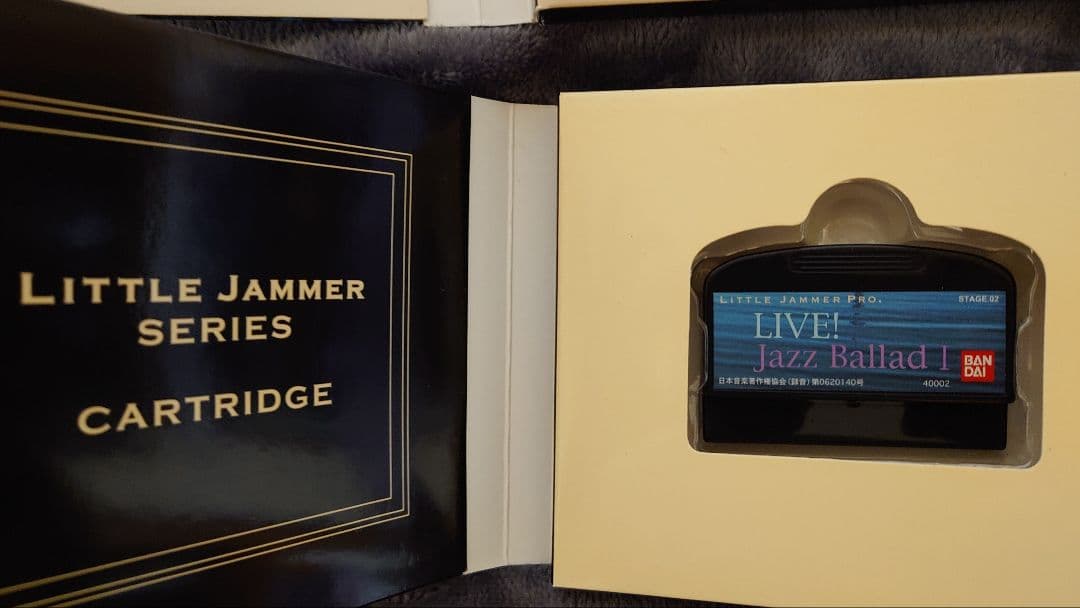 LITTLE JAMMER
SERIES
CARTRIDGE
LITTLE JAMMER PRO. STAGE.02
LIVE!
Jazz Ballad I
BAN
DAI
日本音楽著作権協会(録音)第0620140号 40002